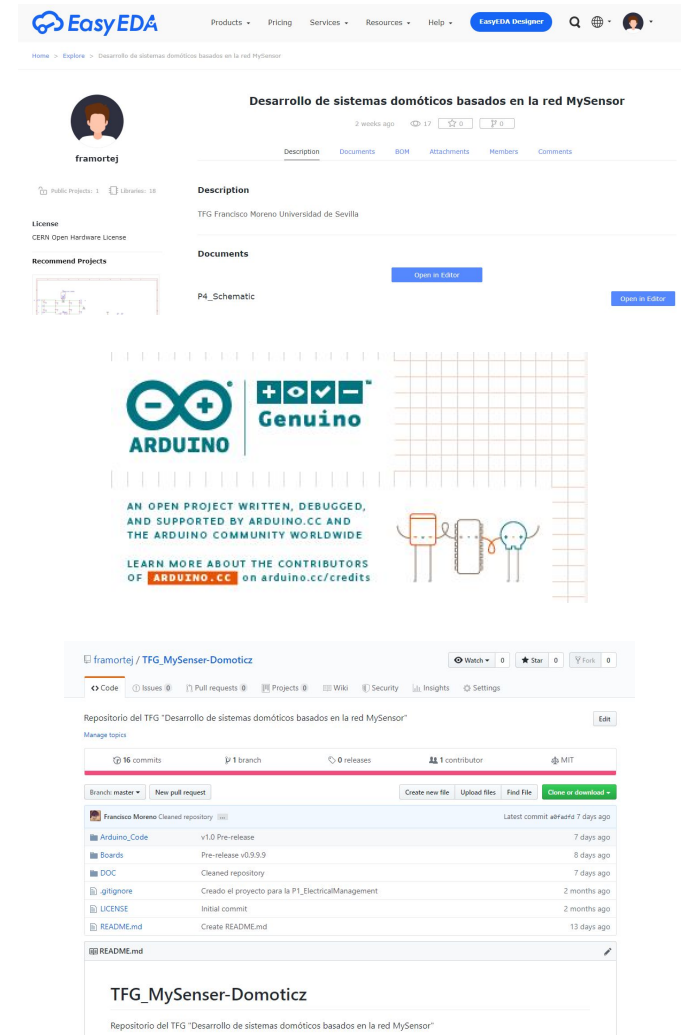 EasyEDA
Products Pricing Services Resources Help EasyEDA Designer
Home > Explore > Desarrollo de sistemas domóticos basados en la red MySensor
Desarrollo de sistemas domóticos basados en la red MySensor
2 weeks ago 17 0 0
framortej
Description Documents BOM Attachments Members Comments
Public Projects: 1 Libraries: 18
Description
TFG Francisco Moreno Universidad de Sevilla
License
CERN Open Hardware License
Documents
Recommend Projects
Open in Editor
P4_Schematic
Open in Editor
ARDUINO
Genuino
™
AN OPEN PROJECT WRITTEN, DEBUGGED,
AND SUPPORTED BY ARDUINO.CC AND
THE ARDUINO COMMUNITY WORLDWIDE
LEARN MORE ABOUT THE CONTRIBUTORS
OF ARDUINO.CC on arduino.cc/credits
framortej / TFG_MySenser-Domoticz
Watch 0 Star 0 Fork 0
Code Issues 0 Pull requests 0 Projects 0 Wiki Security Insights Settings
Repositorio del TFG "Desarrollo de sistemas domóticos basados en la red MySensor"
Edit
Manage topics
16 commits 1 branch 0 releases 1 contributor MIT
Branch: master New pull request Create new file Upload files Find File Clone or download
Francisco Moreno Cleaned repository ... Latest commit a0fadfd 7 days ago
Arduino_Code v1.0 Pre-release 7 days ago
Boards Pre-release v0.9.9.9 8 days ago
DOC Cleaned repository 7 days ago
.gitignore Creado el proyecto para la P1_ElectricalManagement 2 months ago
LICENSE Initial commit 2 months ago
README.md Create README.md 13 days ago
README.md
TFG_MySenser-Domoticz
Repositorio del TFG "Desarrollo de sistemas domóticos basados en la red MySensor"